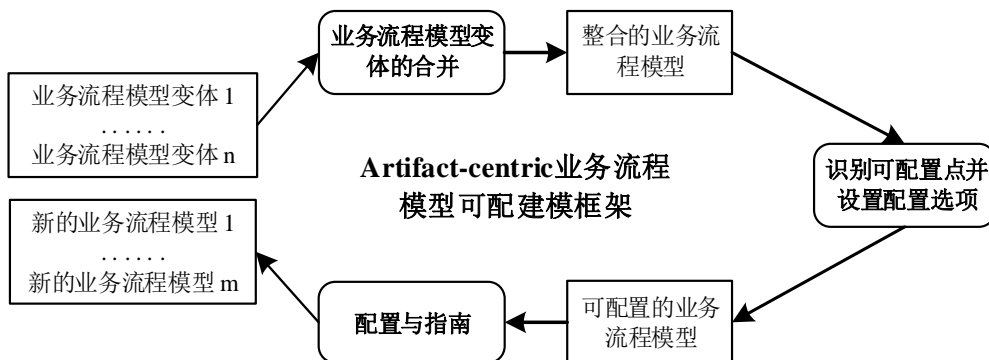 业务流程模型变
体的合并
整合的业务流
程模型
业务流程模型变体 1
......
业务流程模型变体 n
Artifact-centric业务流程
模型可配建模框架
识别可配置点并
设置配置选项
新的业务流程模型 1
......
新的业务流程模型 m
配置与指南
可配置的业务
流程模型